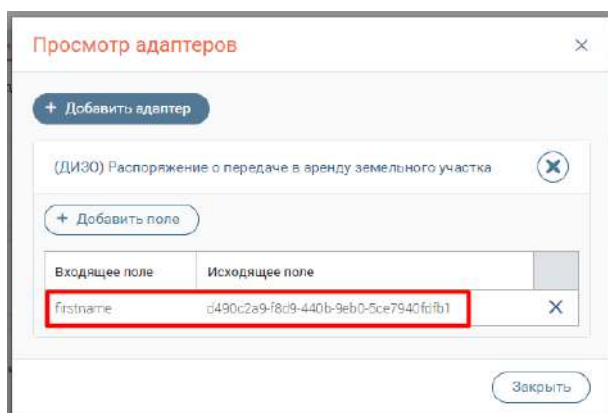 Просмотр адаптеров
+ Добавить адаптер
(ДИЗО) Распоряжение о передаче в аренду земельного участка
+ Добавить поле
Входящее поле Исходящее поле
firstname d490c2a9-f8d9-440b-9eb0-5ce7940fdfb1
Закрыть